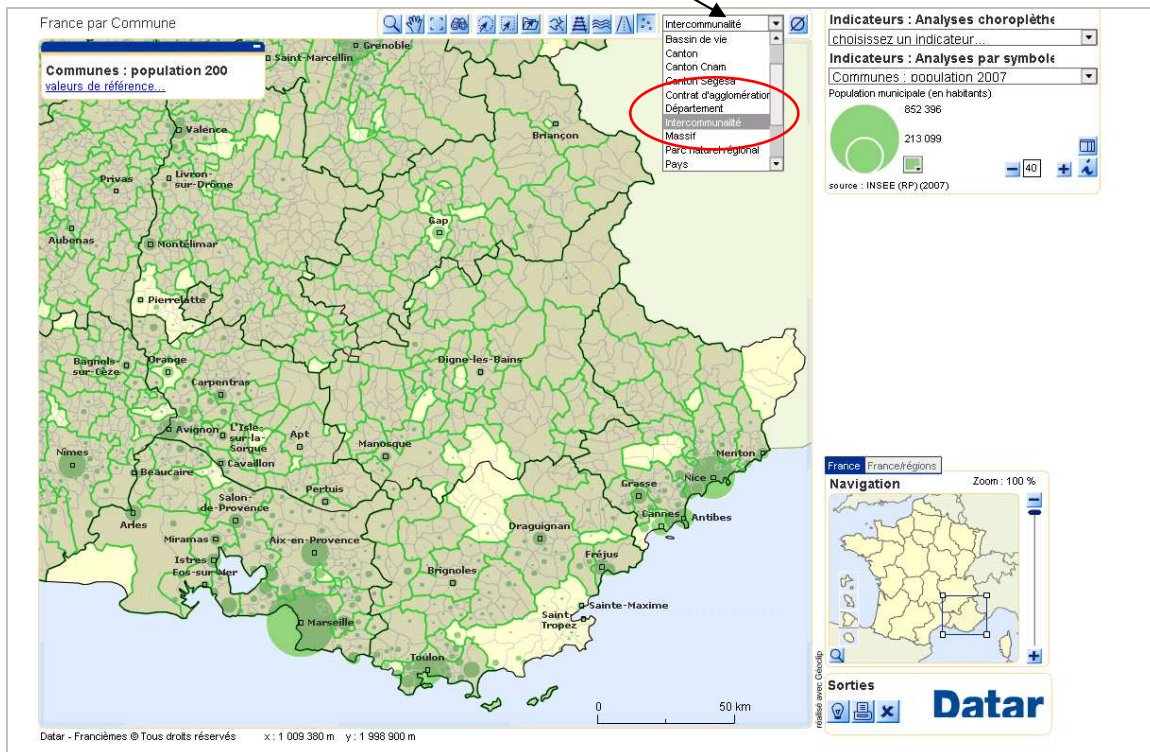 France par Commune
Intercommunalité
Bassin de vie
Canton
Canton Cnam
Canton Ségesa
Contrat d'agglomération
Département
Intercommunalité
Massif
Parc naturel régional
Pays
Communes : population 200
valeurs de référence...
Indicateurs : Analyses choroplèthe
choisissez un indicateur...
Indicateurs : Analyses par symbole
Communes : population 2007
Population municipale (en habitants)
852 396
213 099
40
source : INSEE (RP) (2007)
Grenoble
Saint-Marcellin
Valence
Briançon
Privas
Livron-
sur-Drôme
Gap
Aubenas
Montélimar
Pierrelatte
Bagnols-
sur-Cèze
Orange
Digne-les-Bains
Carpentras
Avignon
L'Isle-
sur-la-
Sorgue
Apt
Manosque
Nîmes
Cavaillon
Beaucaire
Menton
Nice
Grasse
Pertuis
Salon-
de-Provence
Cannes
Antibes
Arles
Draguignan
Miramas
Aix-en-Provence
Istres
Fréjus
Fos-sur-Mer
Brignoles
Sainte-Maxime
Saint-
Tropez
Marseille
Toulon
0 50 km
France France/régions
Navigation Zoom : 100 %
Sorties
Datar
réalisé avec Géoclip
Datar - Francièmes © Tous droits réservés x : 1 009 380 m y : 1 998 900 m